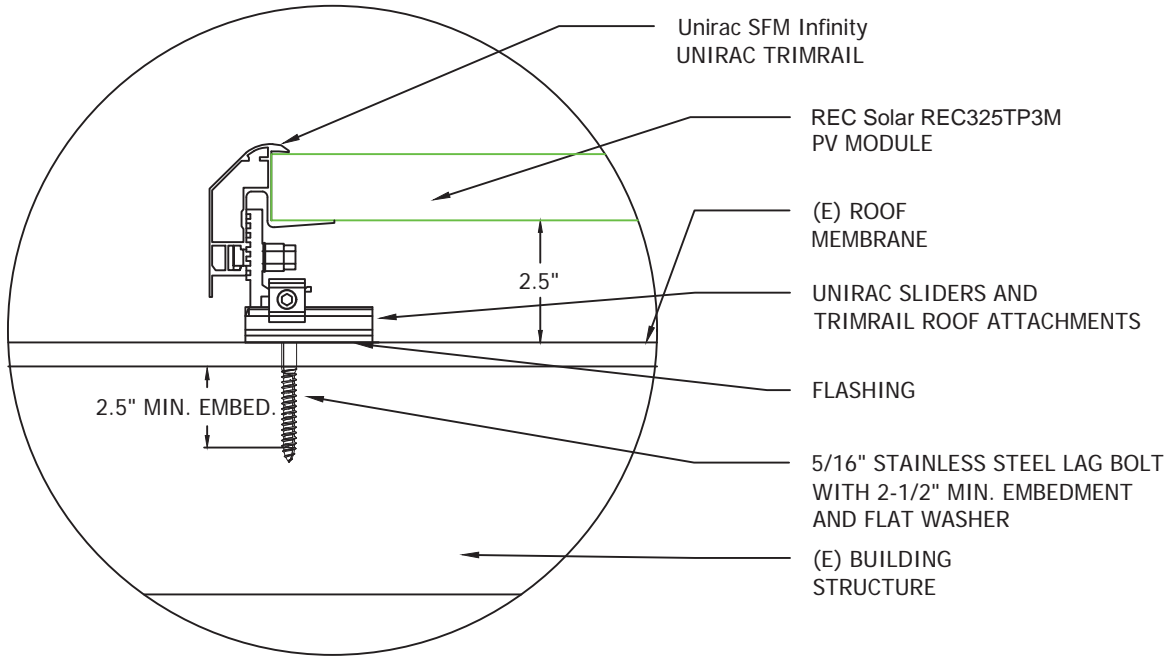 Unirac SFM Infinity
UNIRAC TRIMRAIL
REC Solar REC325TP3M
PV MODULE
(E) ROOF
MEMBRANE
2.5"
UNIRAC SLIDERS AND
TRIMRAIL ROOF ATTACHMENTS
FLASHING
2.5" MIN. EMBED.
5/16" STAINLESS STEEL LAG BOLT
WITH 2-1/2" MIN. EMBEDMENT
AND FLAT WASHER
(E) BUILDING
STRUCTURE